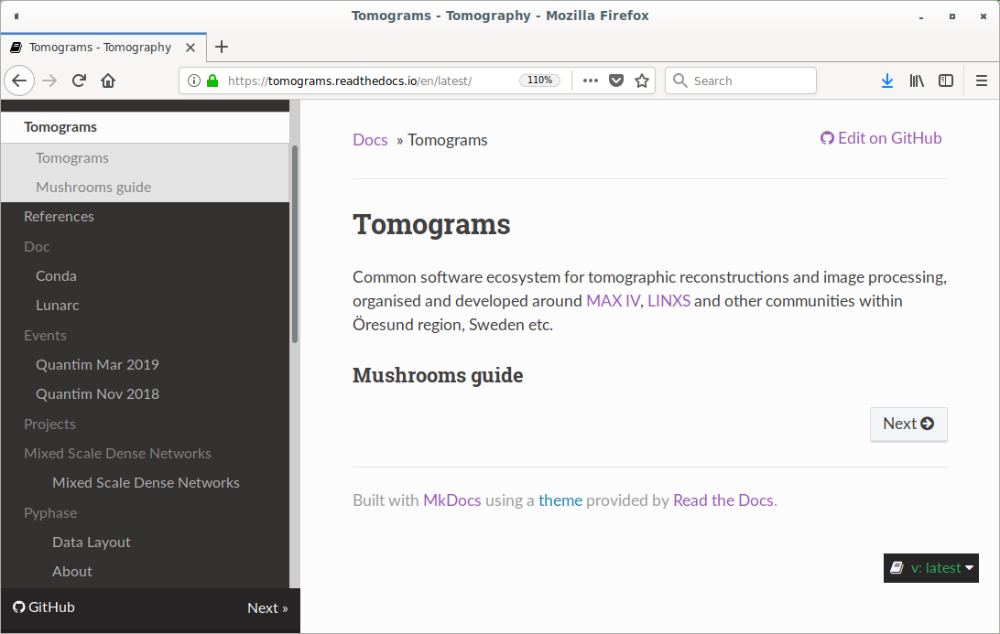 Tomograms - Tomography - Mozilla Firefox
Tomograms - Tomography
https://tomograms.readthedocs.io/en/latest/
110%
Search
Tomograms
Tomograms
Mushrooms guide
References
Doc
Conda
Lunarc
Events
Quantim Mar 2019
Quantim Nov 2018
Projects
Mixed Scale Dense Networks
Mixed Scale Dense Networks
Pyphase
Data Layout
About
GitHub
Next »
Docs » Tomograms
Edit on GitHub
Tomograms
Common software ecosystem for tomographic reconstructions and image processing,
organised and developed around MAX IV, LINXS and other communities within
Öresund region, Sweden etc.
Mushrooms guide
Next
Built with MkDocs using a theme provided by Read the Docs.
v: latest